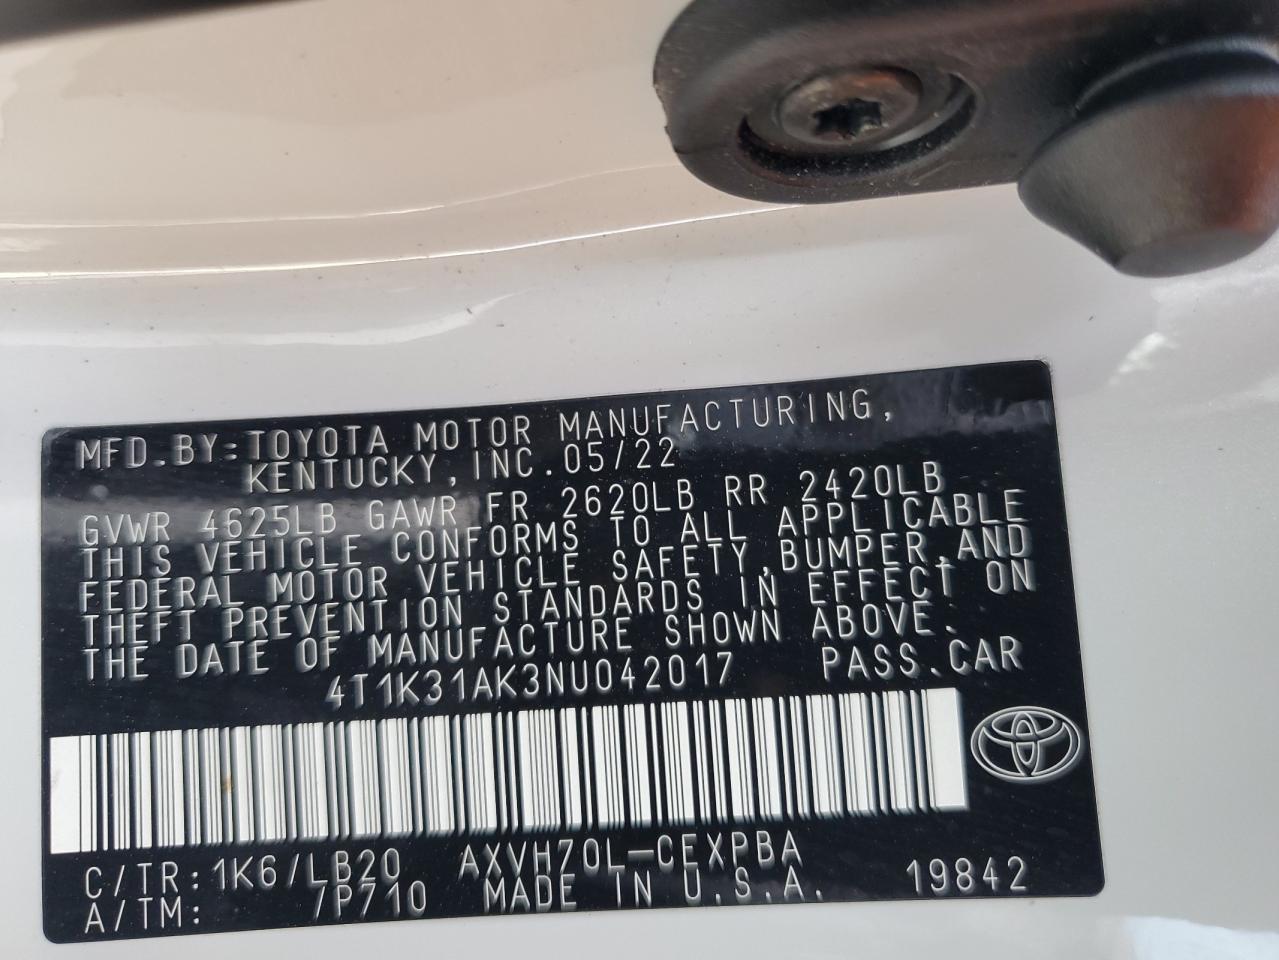 MFD.BY:TOYOTA MOTOR MANUFACTURING,
KENTUCKY,INC.05/22
GVWR 4625LB GAWR FR 2620LB RR 2420LB
THIS VEHICLE CONFORMS TO ALL APPLICABLE
FEDERAL MOTOR VEHICLE SAFETY,BUMPER,AND
THEFT PREVENTION STANDARDS IN EFFECT ON
THE DATE OF MANUFACTURE SHOWN ABOVE.
4T1K31AK3NU042017 PASS.CAR
C/TR:1K6/LB20 AXVH70L-CEXPBA
A/TM: /P710 MADE IN U.S.A. 19842